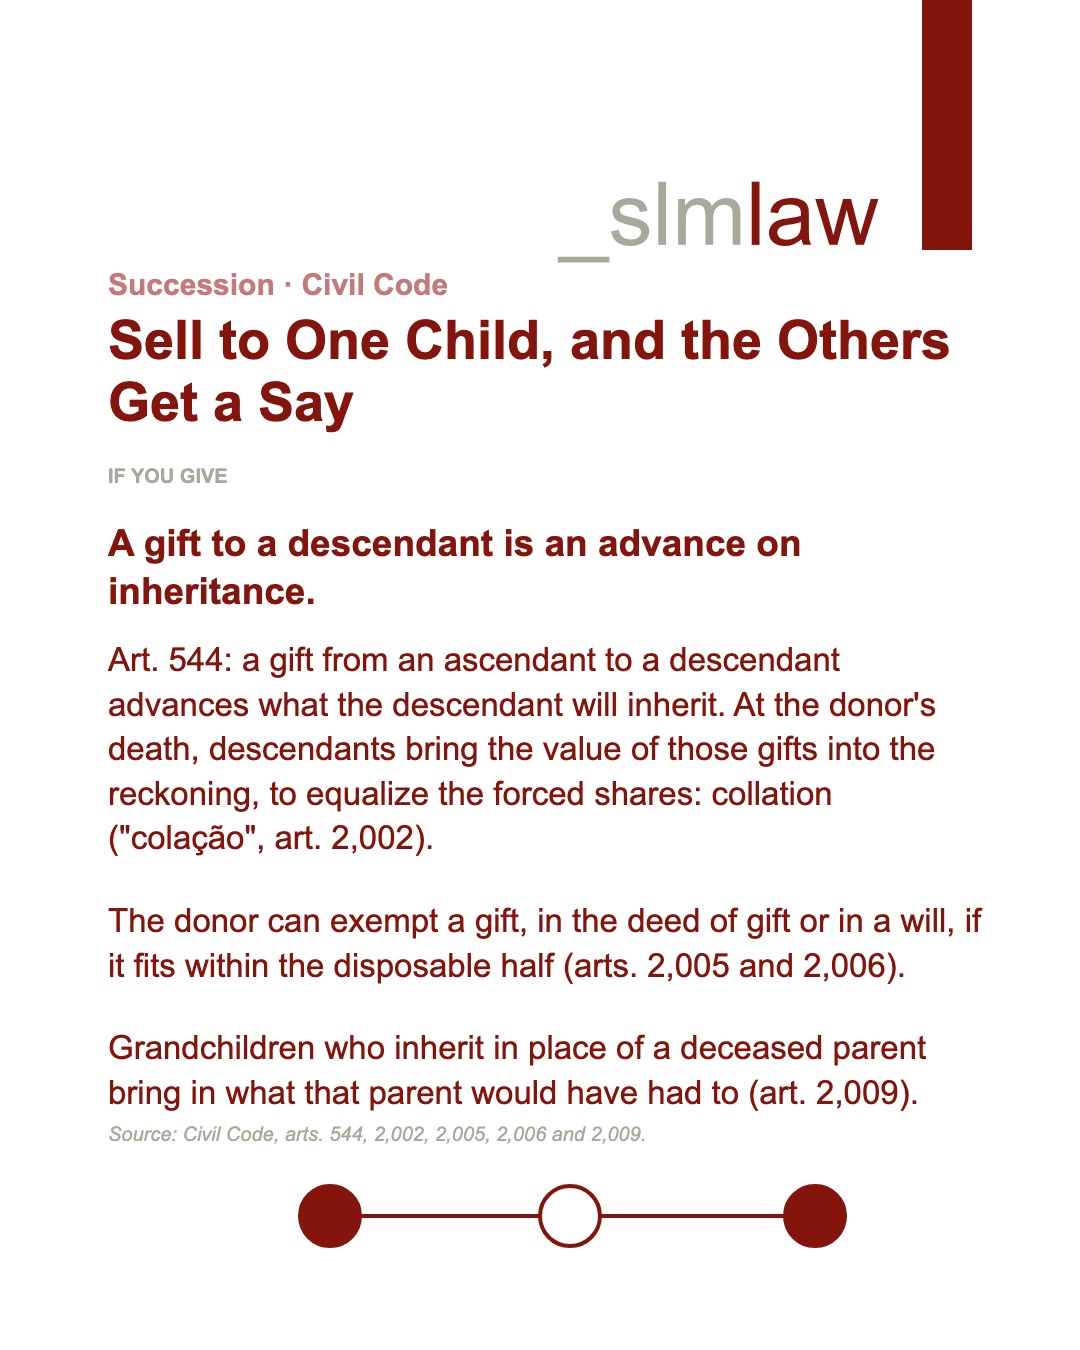 _slmlaw
Succession · Civil Code
Sell to One Child, and the Others
Get a Say
IF YOU GIVE
A gift to a descendant is an advance on
inheritance.
Art. 544: a gift from an ascendant to a descendant
advances what the descendant will inherit. At the donor's
death, descendants bring the value of those gifts into the
reckoning, to equalize the forced shares: collation
("colação", art. 2,002).
The donor can exempt a gift, in the deed of gift or in a will, if
it fits within the disposable half (arts. 2,005 and 2,006).
Grandchildren who inherit in place of a deceased parent
bring in what that parent would have had to (art. 2,009).
Source: Civil Code, arts. 544, 2,002, 2,005, 2,006 and 2,009.